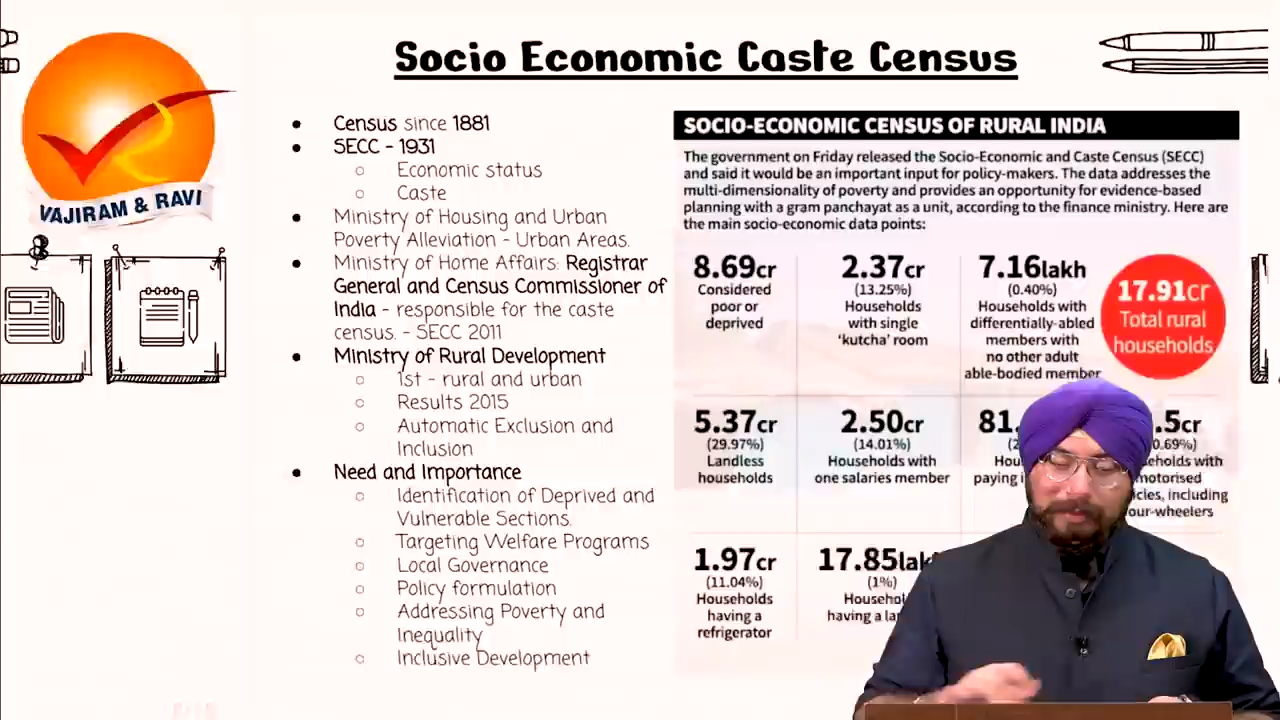 Socio Economic Caste Census
VAJIRAM & RAVI
Census since 1881
SECC - 1931
Economic status
Caste
Ministry of Housing and Urban
Poverty Alleviation - Urban Areas.
Ministry of Home Affairs: Registrar
General and Census Commissioner of
India - responsible for the caste
census. - SECC 2011
Ministry of Rural Development
1st - rural and urban
Results 2015
Automatic Exclusion and
Inclusion
Need and Importance
Identification of Deprived and
Vulnerable Sections.
Targeting Welfare Programs
Local Governance
Policy formulation
Addressing Poverty and
Inequality
Inclusive Development
SOCIO-ECONOMIC CENSUS OF RURAL INDIA
The government on Friday released the Socio-Economic and Caste Census (SECC)
and said it would be an important input for policy-makers. The data addresses the
multi-dimensionality of poverty and provides an opportunity for evidence-based
planning with a gram panchayat as a unit, according to the finance ministry. Here are
the main socio-economic data points:
8.69cr
Considered
poor or
deprived
2.37cr
(13.25%)
Households
with single
'kutcha' room
7.16lakh
(0.40%)
Households with
differentially-abled
members with
no other adult
able-bodied member
17.91cr
Total rural
households
5.37cr
(29.97%)
Landless
households
2.50cr
(14.01%)
Households with
one salaries member
81.
paying
.5cr
0.69%)
with
motorised
including
our-wheelers
1.97cr
(11.04%)
Households
having a
refrigerator
17.85lakh
(1%)
having a